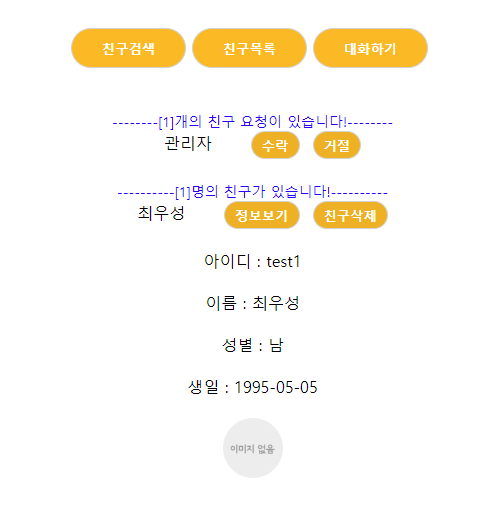 친구검색 친구목록 대화하기
--------[1]개의 친구 요청이 있습니다!--------
관리자 수락 거절
----------[1]명의 친구가 있습니다!----------
최우성 정보보기 친구삭제
아이디 : test1
이름 : 최우성
성별 : 남
생일 : 1995-05-05
이미지 없음